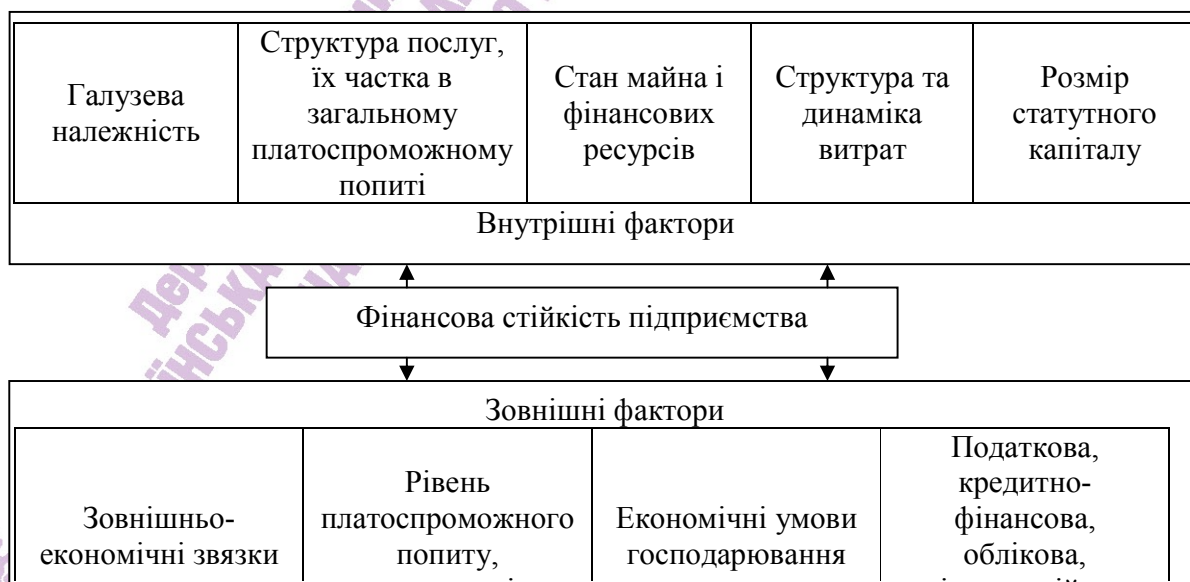 Галузева
належність
Структура послуг,
їх частка в
загальному
платоспроможному
попиті
Стан майна і
фінансових
ресурсів
Структура та
динаміка
витрат
Розмір
статутного
капіталу
Внутрішні фактори
Фінансова стійкість підприємства
Зовнішні фактори
Зовнішньо-
економічні звязки
Рівень
платоспроможного
попиту,
Економічні умови
господарювання
Податкова,
кредитно-
фінансова,
облікова,